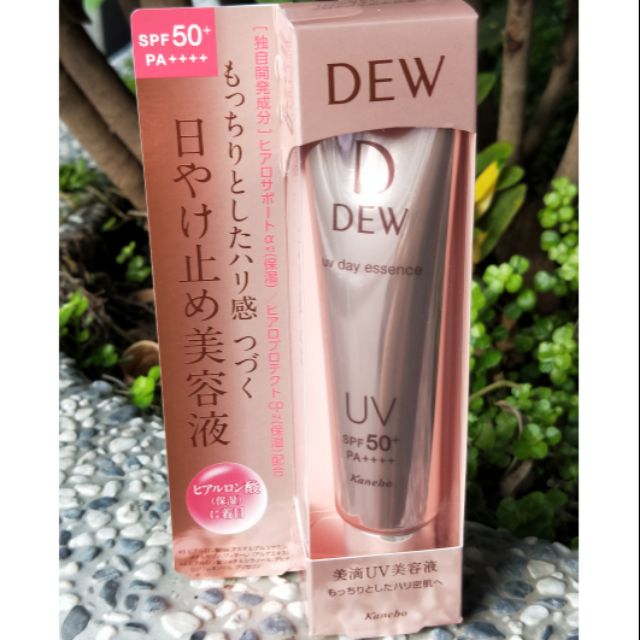 SPF50+
PA++++
[独自開発成分]ヒアロサポートα*¹(保湿)/ヒアロプロテクトCP*²(保湿)配合
もっちりとしたハリ感 つづく
日やけ止め美容液
ヒアルロン酸
(保湿)
に着目
DEW
D
DEW
uv day essence
UV
SPF50+
PA++++
Kanebo
美滴UV美容液
もっちりとしたハリ密肌へ
Kanebo